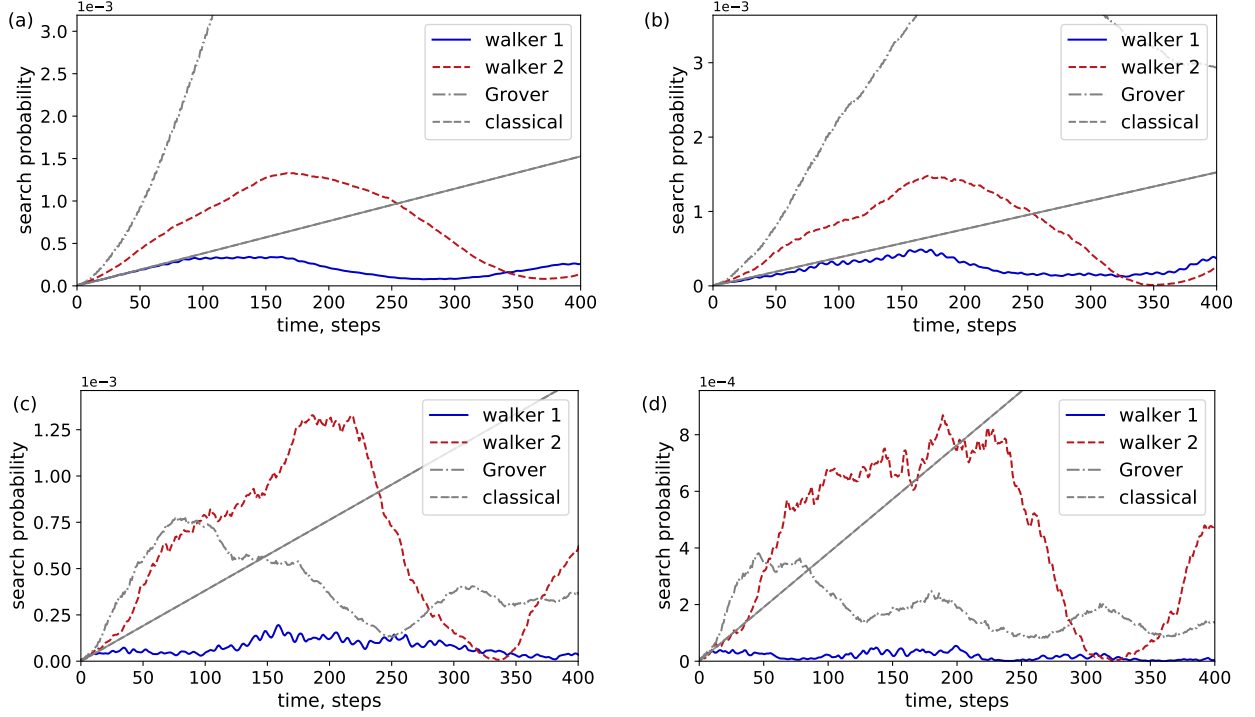 (a)
1e−3
search probability
3.0
2.5
2.0
1.5
1.0
0.5
0.0
walker 1
walker 2
Grover
classical
0 50 100 150 200 250 300 350 400
time, steps
(b)
1e−3
search probability
3
2
1
0
walker 1
walker 2
Grover
classical
0 50 100 150 200 250 300 350 400
time, steps
(c)
1e−3
search probability
1.25
1.00
0.75
0.50
0.25
0.00
walker 1
walker 2
Grover
classical
0 50 100 150 200 250 300 350 400
time, steps
(d)
1e−4
search probability
8
6
4
2
0
walker 1
walker 2
Grover
classical
0 50 100 150 200 250 300 350 400
time, steps